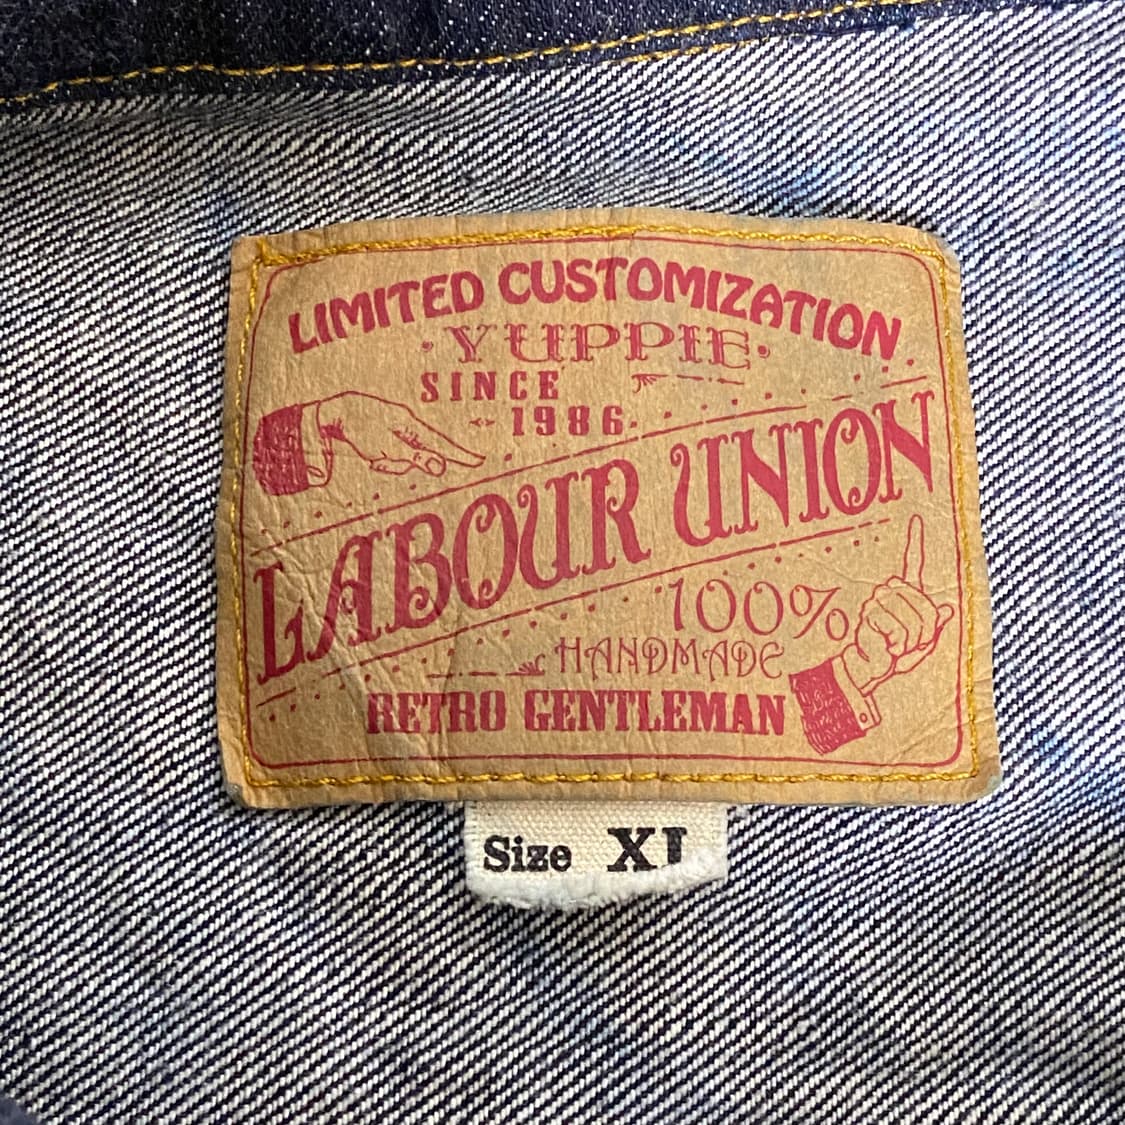 LIMITED CUSTOMIZATION
YUPPIE
SINCE
1986
LABOUR UNION
100%
HANDMADE
RETRO GENTLEMAN
Size XL